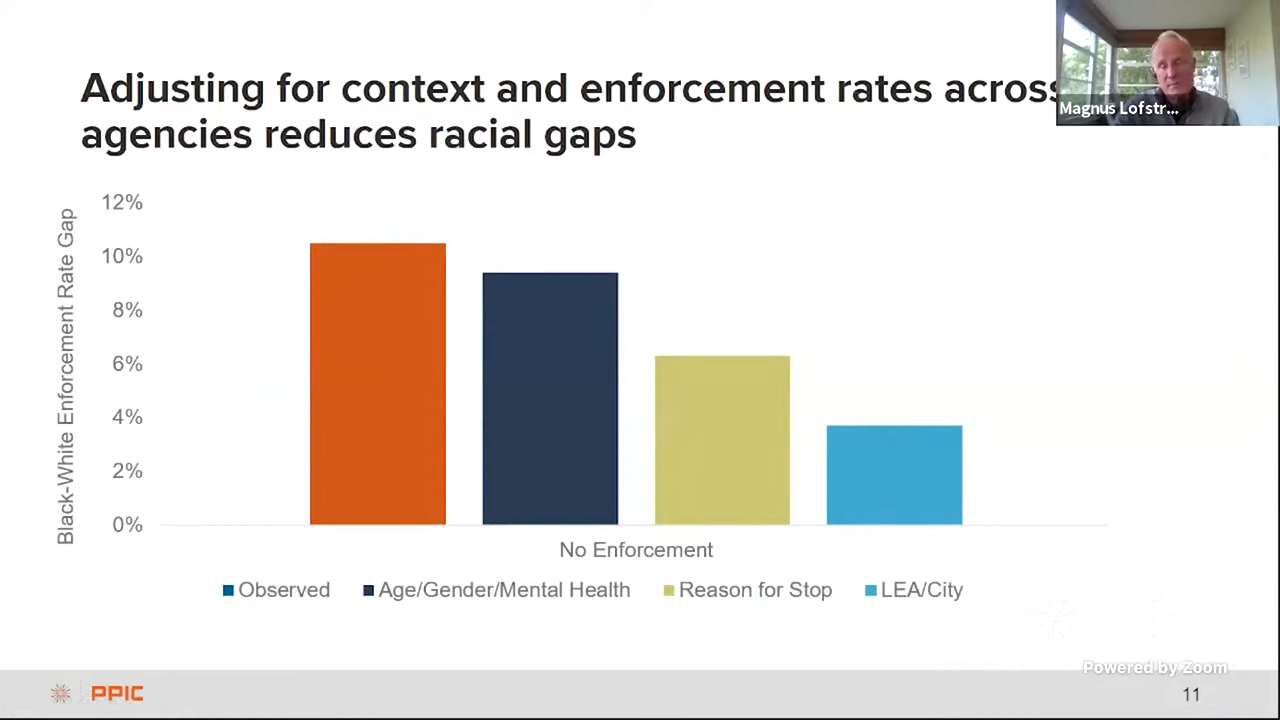 Adjusting for context and enforcement rates across
agencies reduces racial gaps
Magnus Lofstr...
Black-White Enforcement Rate Gap
12%
10%
8%
6%
4%
2%
0%
No Enforcement
Observed Age/Gender/Mental Health Reason for Stop LEA/City
Powered by Zoom
PPIC
11